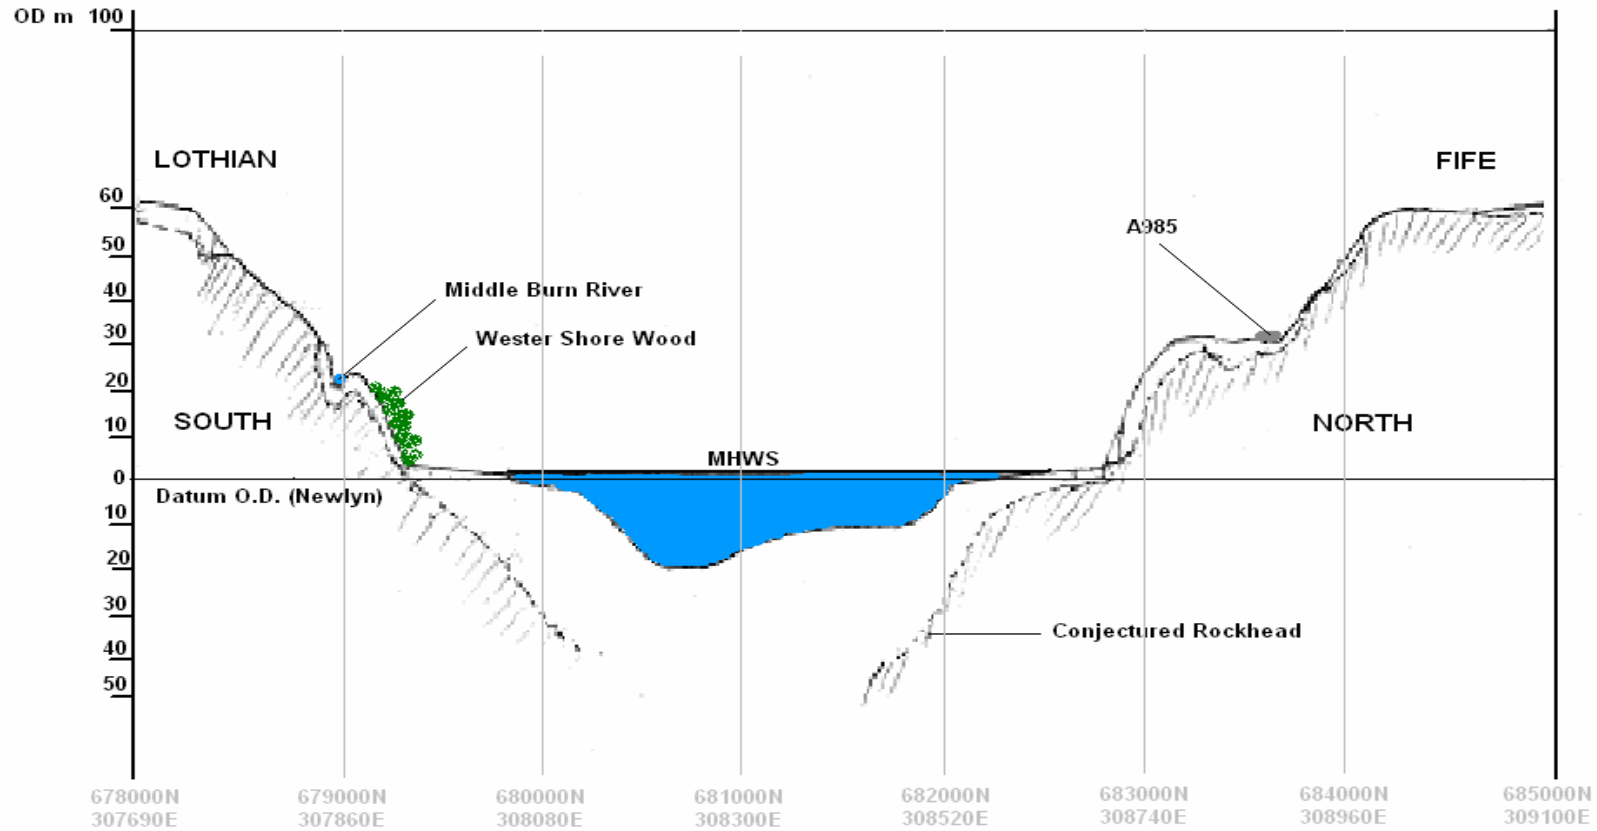 OD m 100
LOTHIAN
FIFE
60
A985
50
40
Middle Burn River
30
Wester Shore Wood
20
SOUTH
NORTH
10
MHWS
0
Datum O.D. (Newlyn)
10
20
30
Conjectured Rockhead
40
50
678000N 679000N 680000N 681000N 682000N 683000N 684000N 685000N
307690E 307860E 308080E 308300E 308520E 308740E 308960E 309100E